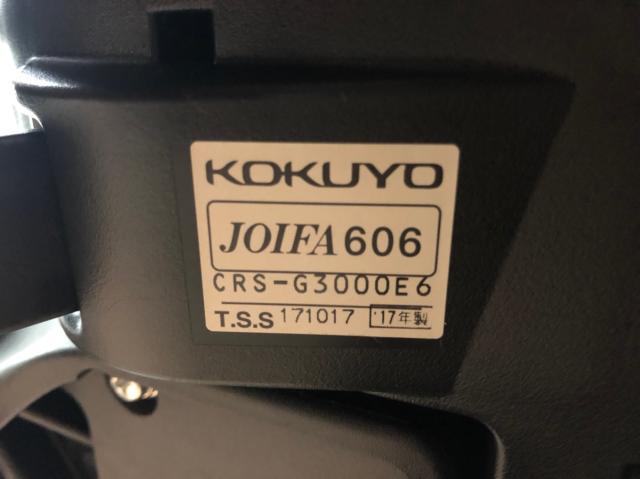 KOKUYO
JOIFA 606
CRS-G3000E6
T.S.S 171017 '17年製